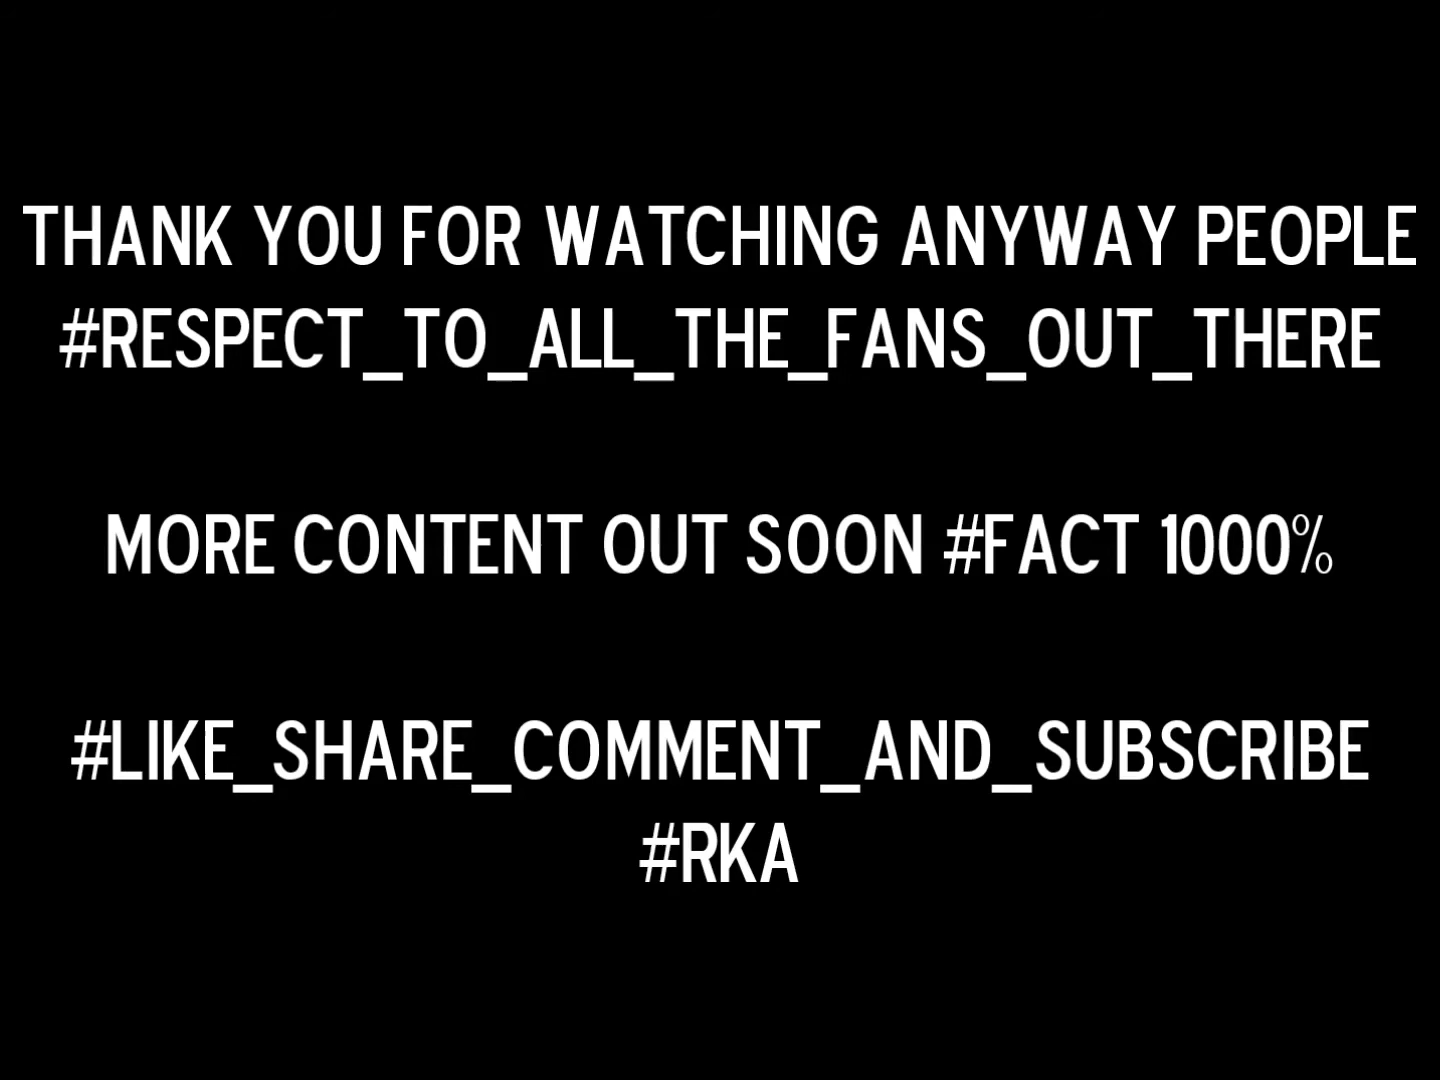 THANK YOU FOR WATCHING ANYWAY PEOPLE
#RESPECT_TO_ALL_THE_FANS_OUT_THERE
MORE CONTENT OUT SOON #FACT 1000%
#LIKE_SHARE_COMMENT_AND_SUBSCRIBE
#RKA